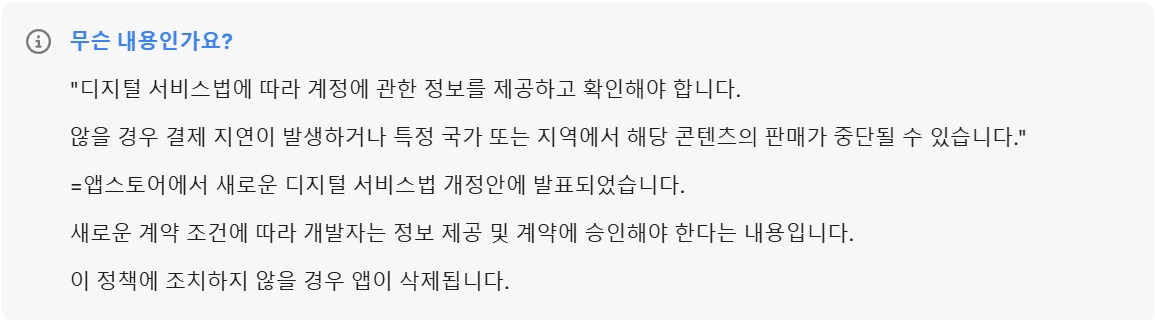 무슨 내용인가요?
"디지털 서비스법에 따라 계정에 관한 정보를 제공하고 확인해야 합니다.
않을 경우 결제 지연이 발생하거나 특정 국가 또는 지역에서 해당 콘텐츠의 판매가 중단될 수 있습니다."
=앱스토어에서 새로운 디지털 서비스법 개정안에 발표되었습니다.
새로운 계약 조건에 따라 개발자는 정보 제공 및 계약에 승인해야 한다는 내용입니다.
이 정책에 조치하지 않을 경우 앱이 삭제됩니다.